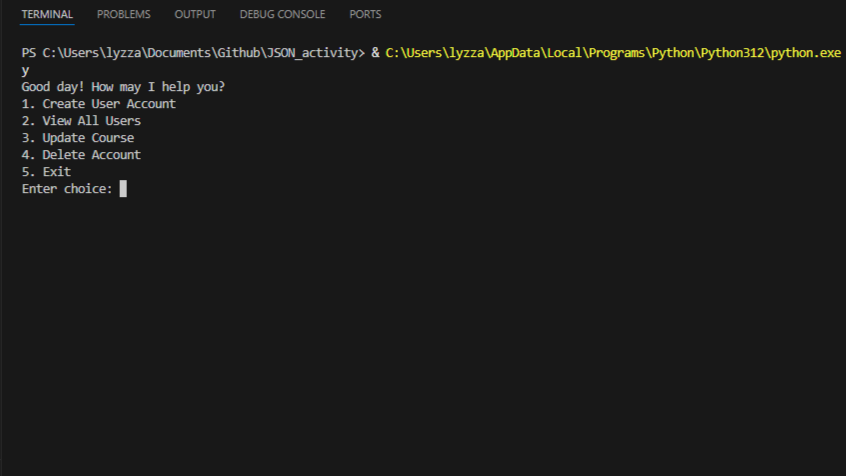 TERMINAL PROBLEMS OUTPUT DEBUG CONSOLE PORTS
PS C:\Users\lyzza\Documents\Github\JSON_activity> & C:\Users\lyzza\AppData\Local\Programs\Python\Python312\python.exe
y
Good day! How may I help you?
1. Create User Account
2. View All Users
3. Update Course
4. Delete Account
5. Exit
Enter choice: